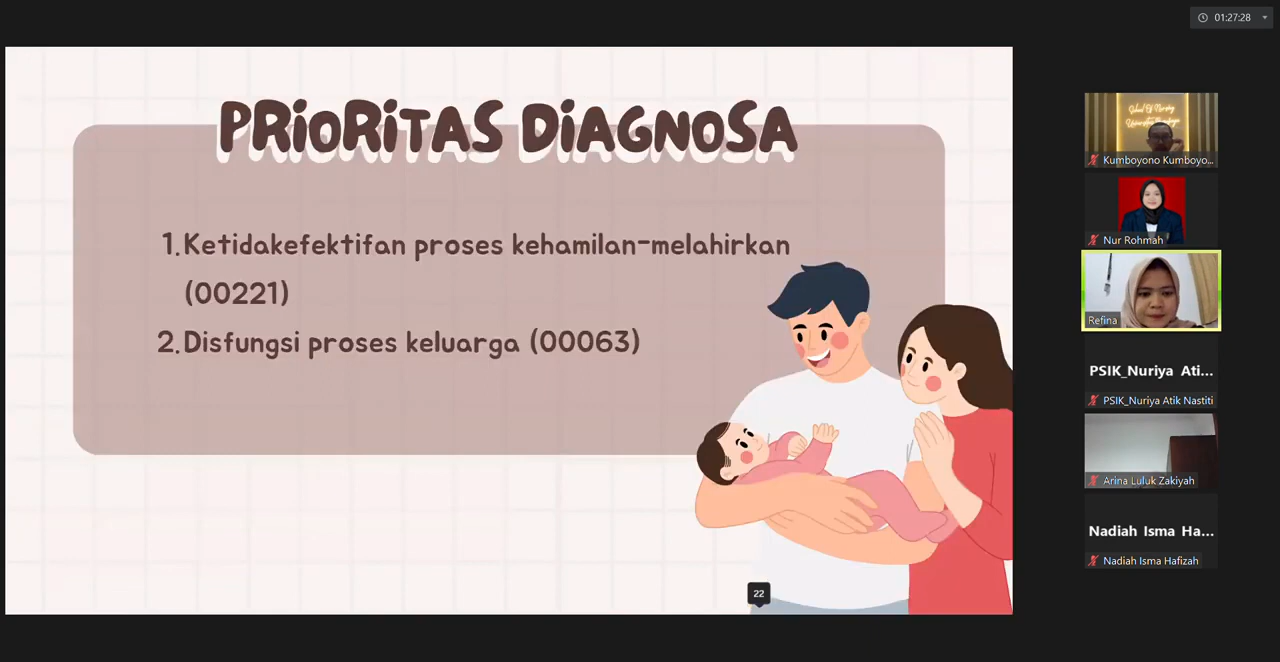 01:27:28
PRIORITAS DIAGNOSA
1. Ketidakefektifan proses kehamilan-melahirkan
(00221)
2. Disfungsi proses keluarga (00063)
22
Kumboyono Kumboyo...
Nur Rohmah
Refina
PSIK_Nuriya Ati...
PSIK_Nuriya Atik Nastiti
Arina Luluk Zakiyah
Nadiah Isma Ha...
Nadiah Isma Hafizah